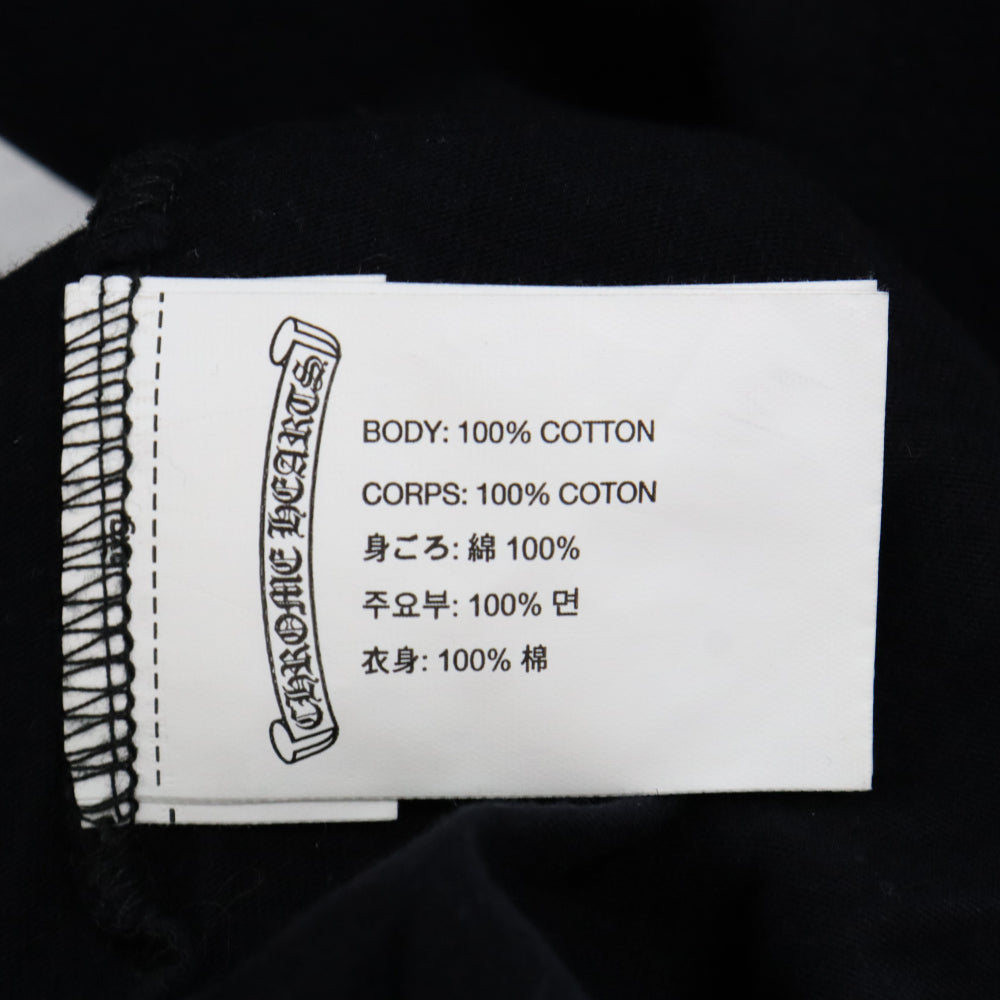 CHROME HEARTS
BODY: 100% COTTON
CORPS: 100% COTON
身ごろ: 綿 100%
주요부: 100% 면
衣身: 100% 棉